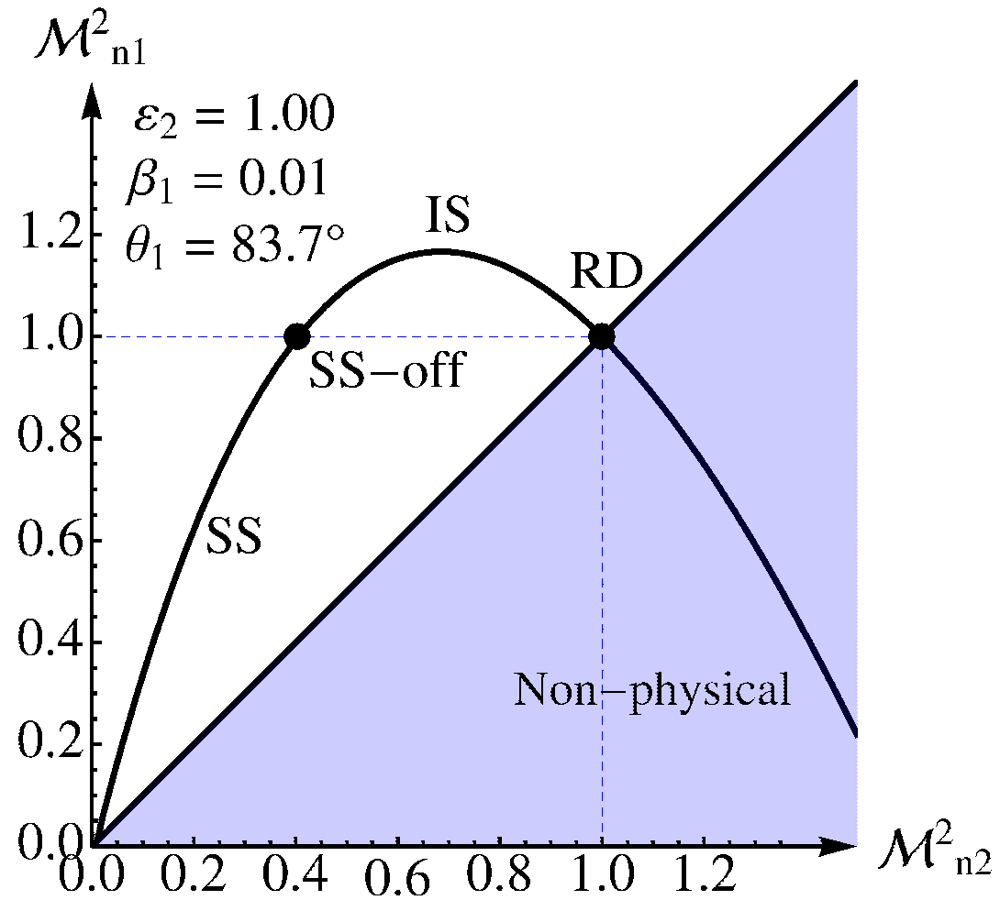 ℳ²ₙ₁
ε₂ = 1.00
β₁ = 0.01
θ₁ = 83.7°
IS
RD
SS−off
SS
Non−physical
1.2
1.0
0.8
0.6
0.4
0.2
0.0
0.0 0.2 0.4 0.6 0.8 1.0 1.2
ℳ²ₙ₂